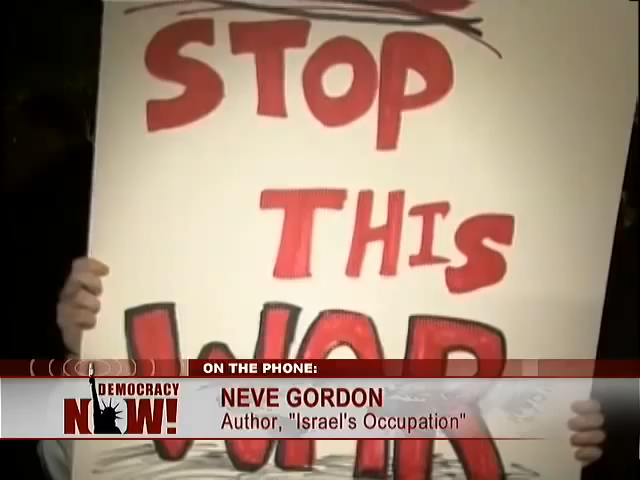 STOP
THIS
WAR
ON THE PHONE:
DEMOCRACY
NOW!
NEVE GORDON
Author, "Israel's Occupation"